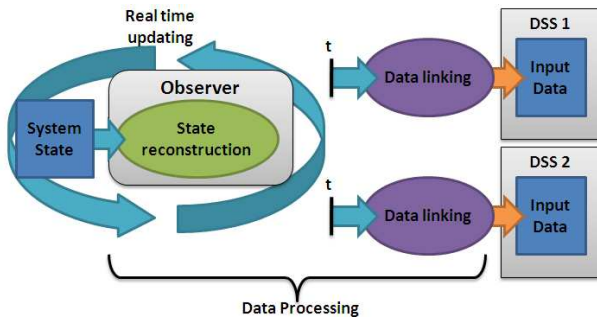 Real time
updating
Observer
System
State
State
reconstruction
t
Data linking
DSS 1
Input
Data
t
Data linking
DSS 2
Input
Data
Data Processing